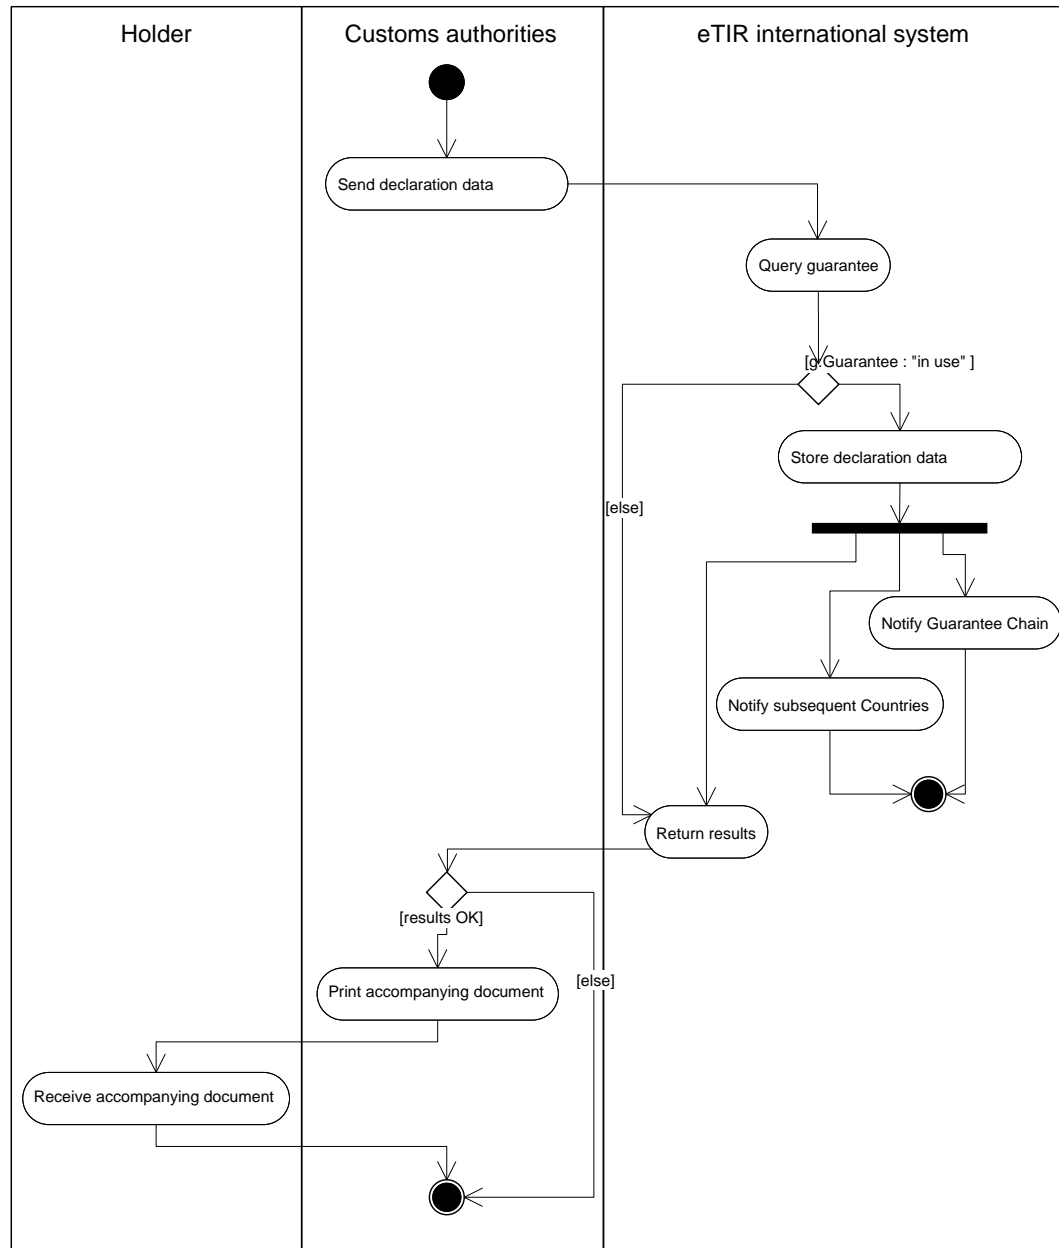 Holder
Customs authorities
eTIR international system
Send declaration data
Query guarantee
[g.Guarantee : "in use" ]
Store declaration data
[else]
Notify Guarantee Chain
Notify subsequent Countries
Return results
[results OK]
[else]
Print accompanying document
Receive accompanying document